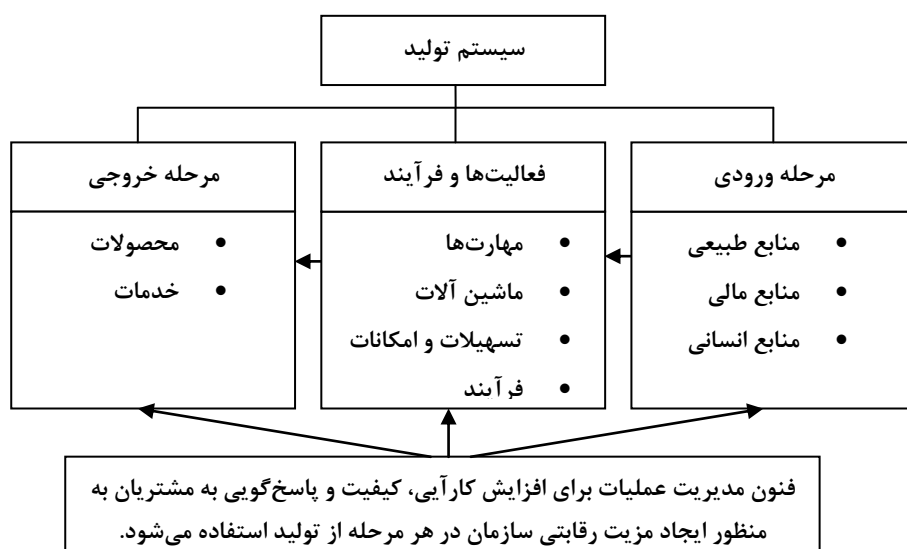 سیستم تولید
مرحله ورودی
• منابع طبیعی
• منابع مالی
• منابع انسانی
فعالیت‌ها و فرآیند
• مهارت‌ها
• ماشین آلات
• تسهیلات و امکانات
• فرآیند
مرحله خروجی
• محصولات
• خدمات
فنون مدیریت عملیات برای افزایش کارآیی، کیفیت و پاسخ‌گویی به مشتریان به
منظور ایجاد مزیت رقابتی سازمان در هر مرحله از تولید استفاده می‌شود.